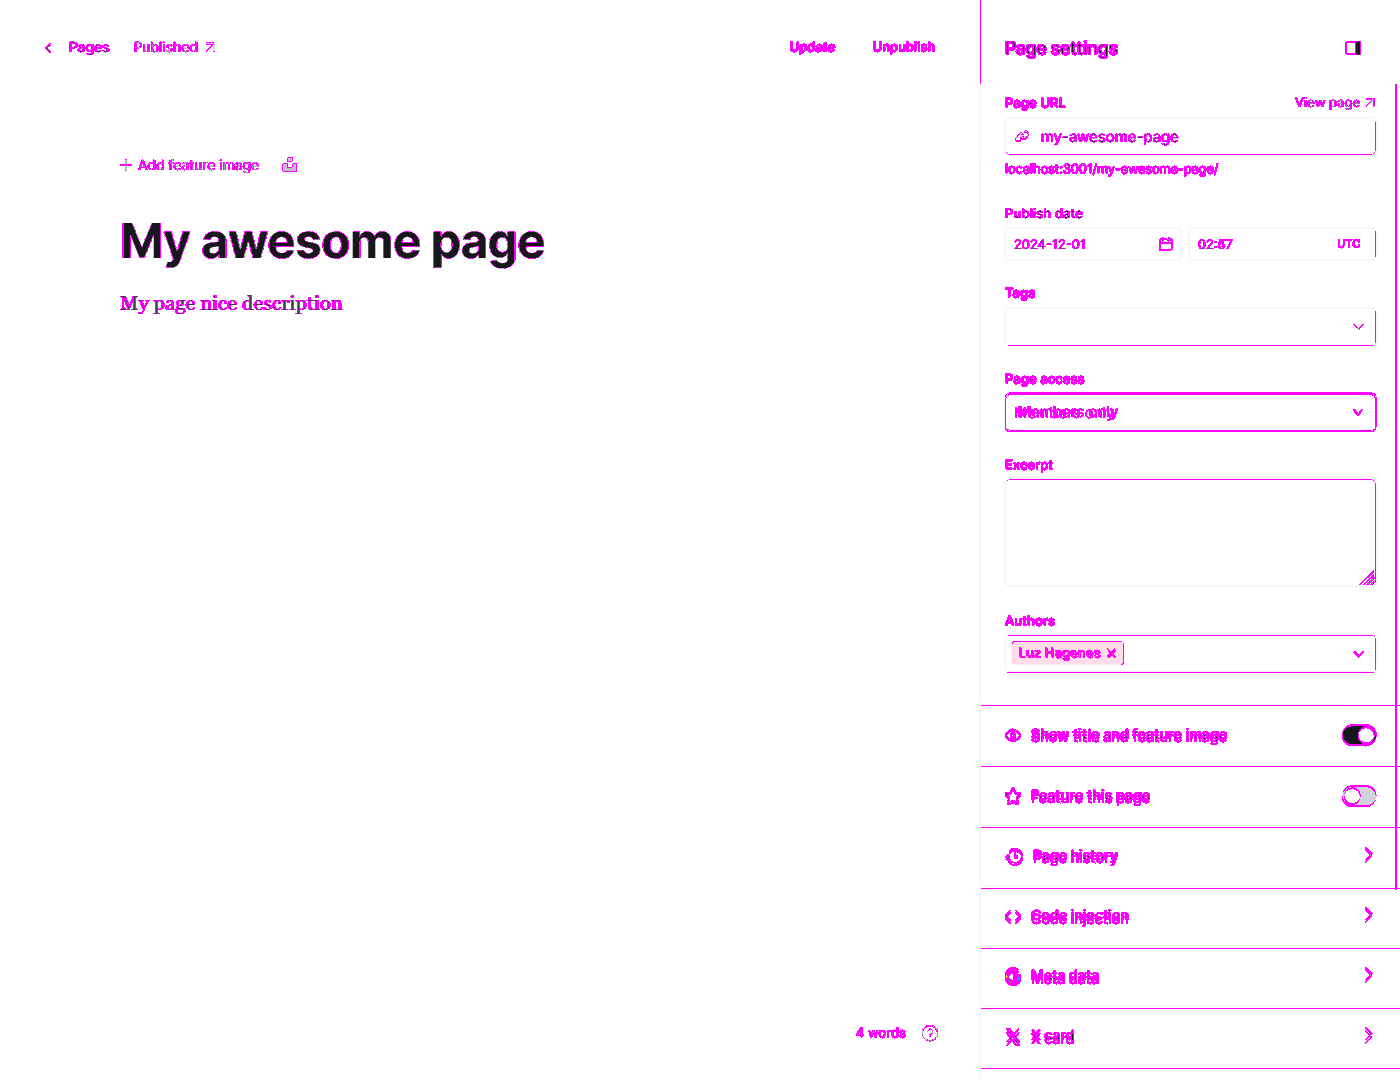 Pages
Published
Update
Unpublish
Add feature image
My awesome page
My page nice description
4 words
Page settings
Page URL
View page
my-awesome-page
localhost:3001/my-awesome-page/
Publish date
2024-12-01
02:57
UTC
Tags
Page access
Members only
Excerpt
Authors
Luz Hagenes
Show title and feature image
Feature this page
Page history
Code injection
Meta data
X card